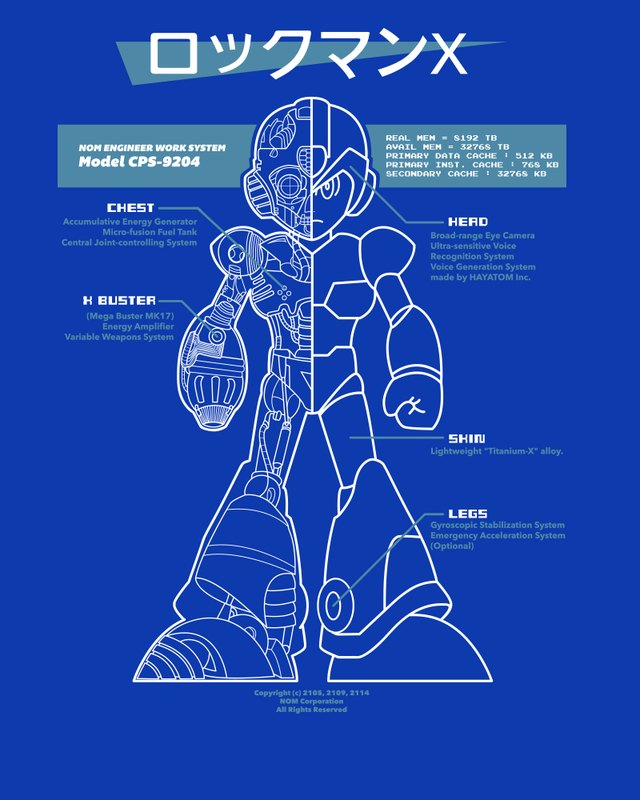 ロックマンX
NOM ENGINEER WORK SYSTEM
Model CPS-9204
REAL MEM = 8192 TB
AVAIL MEM = 32768 TB
PRIMARY DATA CACHE : 512 KB
PRIMARY INST. CACHE : 768 KB
SECONDARY CACHE : 32768 KB
CHEST
Accumulative Energy Generator
Micro-fusion Fuel Tank
Central Joint-controlling System
HEAD
Broad-range Eye Camera
Ultra-sensitive Voice
Recognition System
Voice Generation System
made by HAYATOM Inc.
X BUSTER
(Mega Buster MK17)
Energy Amplifier
Variable Weapons System
SKIN
Lightweight "Titanium-X" alloy.
LEGS
Gyroscopic Stabilization System
Emergency Acceleration System
(Optional)
Copyright (c) 2105, 2109, 2114
NOM Corporation
All Rights Reserved